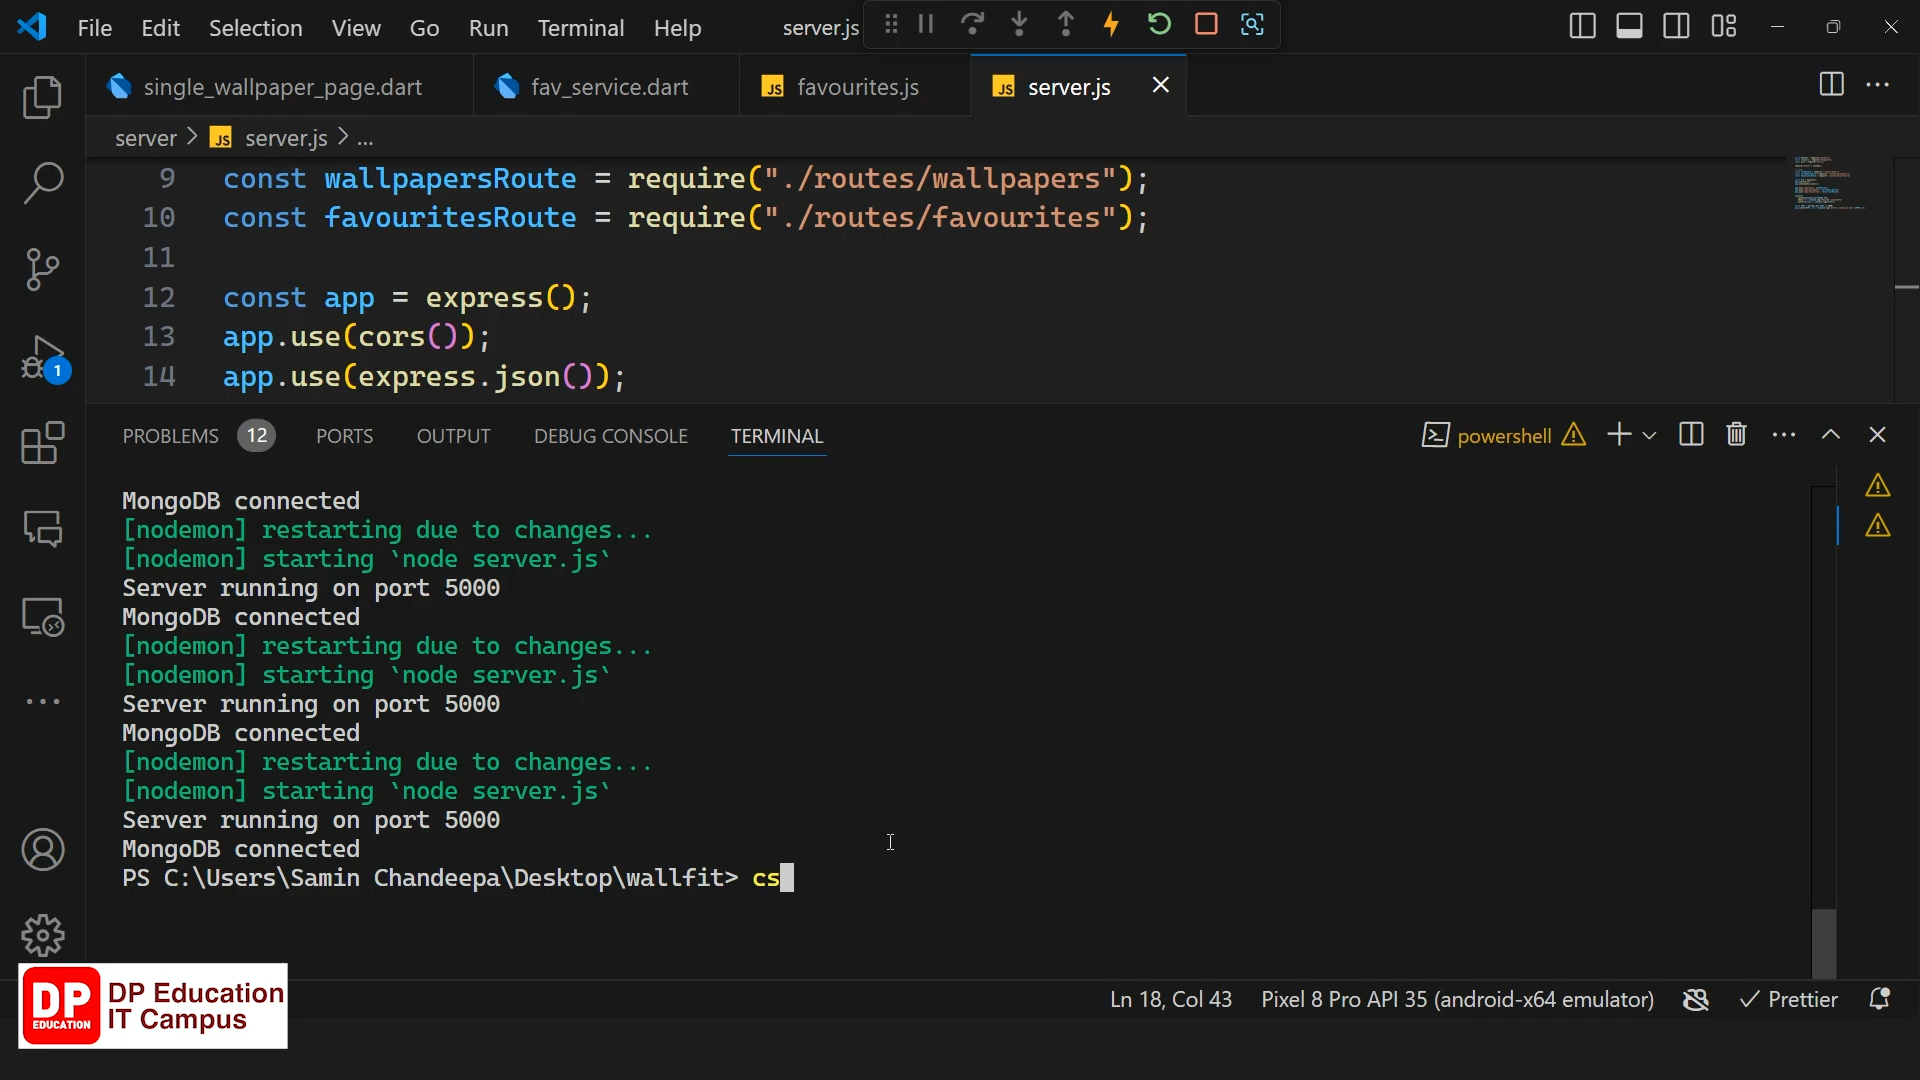 File Edit Selection View Go Run Terminal Help server.js
single_wallpaper_page.dart fav_service.dart JS favourites.js JS server.js
server > JS server.js > ...
9 const wallpapersRoute = require("./routes/wallpapers");
10 const favouritesRoute = require("./routes/favourites");
11
12 const app = express();
13 app.use(cors());
14 app.use(express.json());
1
PROBLEMS 12 PORTS OUTPUT DEBUG CONSOLE TERMINAL powershell
MongoDB connected
[nodemon] restarting due to changes...
[nodemon] starting `node server.js`
Server running on port 5000
MongoDB connected
[nodemon] restarting due to changes...
[nodemon] starting `node server.js`
Server running on port 5000
MongoDB connected
[nodemon] restarting due to changes...
[nodemon] starting `node server.js`
Server running on port 5000
MongoDB connected
PS C:\Users\Samin Chandeepa\Desktop\wallfit> cs
DP EDUCATION
DP Education
IT Campus
Ln 18, Col 43 Pixel 8 Pro API 35 (android-x64 emulator) Prettier